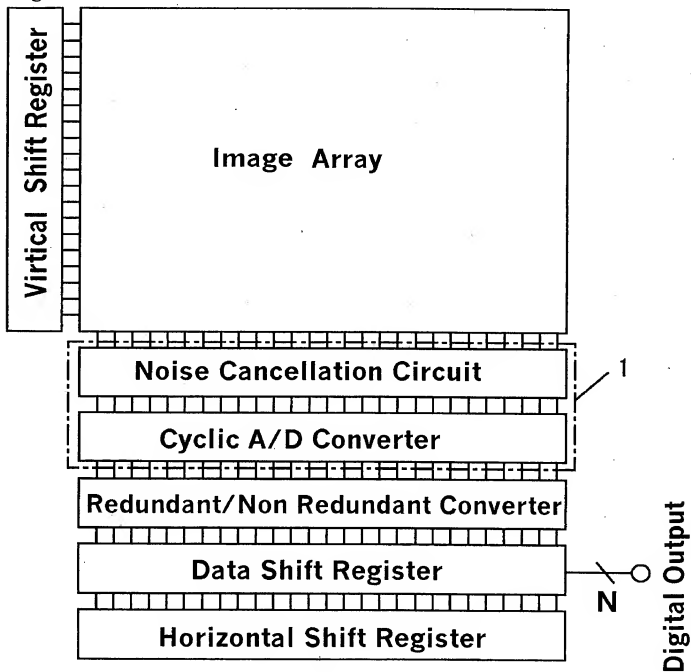 Virtical Shift Register
Image Array
Noise Cancellation Circuit
1
Cyclic A/D Converter
Redundant/Non Redundant Converter
Data Shift Register
N
Digital Output
Horizontal Shift Register